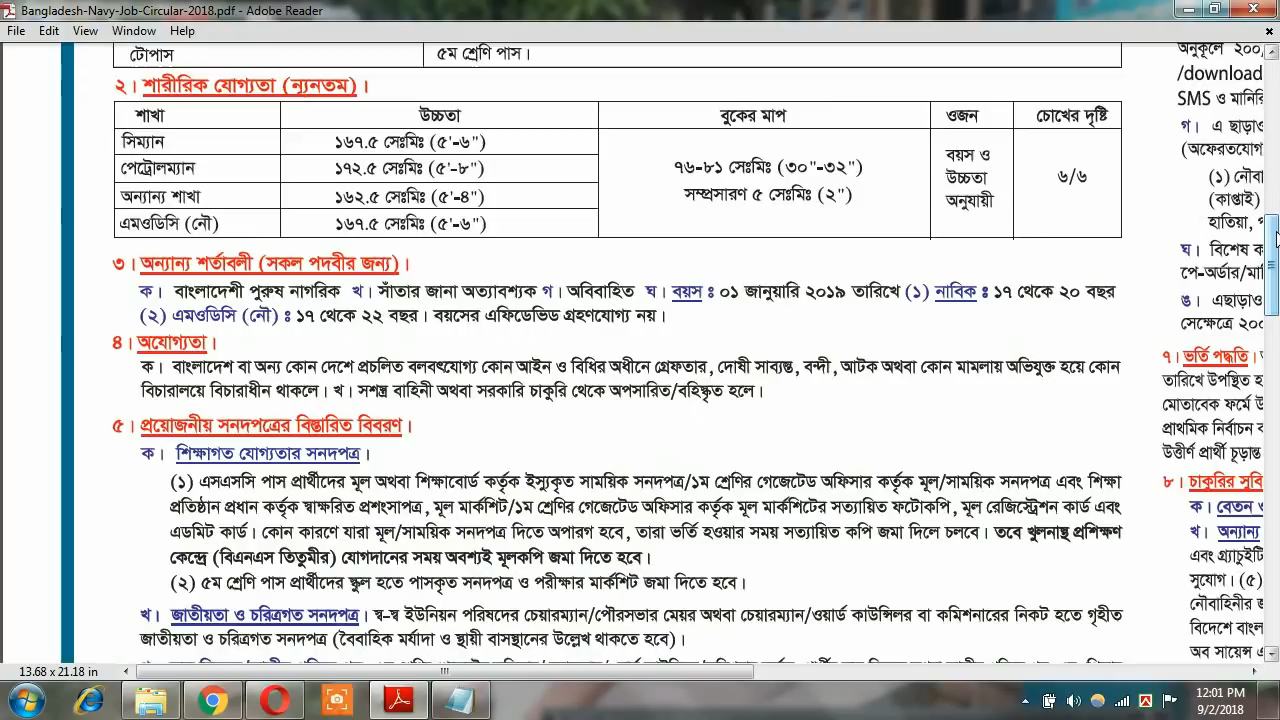 Bangladesh-Navy-Job-Circular-2018.pdf - Adobe Reader
File Edit View Window Help
টোপাস ৫ম শ্রেণি পাস।
২। শারীরিক যোগ্যতা (ন্যূনতম)।
শাখা উচ্চতা বুকের মাপ ওজন চোখের দৃষ্টি
সিম্যান ১৬৭.৫ সেঃমিঃ (৫'-৬")
পেট্রোলম্যান ১৭২.৫ সেঃমিঃ (৫'-৮")
অন্যান্য শাখা ১৬২.৫ সেঃমিঃ (৫'-৪")
এমওডিসি (নৌ) ১৬৭.৫ সেঃমিঃ (৫'-৬")
৭৬-৮১ সেঃমিঃ (৩০"-৩২")
সম্প্রসারণ ৫ সেঃমিঃ (২")
বয়স ও
উচ্চতা
অনুযায়ী
৬/৬
৩। অন্যান্য শর্তাবলী (সকল পদবীর জন্য)।
ক। বাংলাদেশী পুরুষ নাগরিক খ। সাঁতার জানা অত্যাবশ্যক গ। অবিবাহিত ঘ। বয়স ঃ ০১ জানুয়ারি ২০১৯ তারিখে (১) নাবিক ঃ ১৭ থেকে ২০ বছর
(২) এমওডিসি (নৌ) ঃ ১৭ থেকে ২২ বছর। বয়সের এফিডেভিড গ্রহণযোগ্য নয়।
৪। অযোগ্যতা।
ক। বাংলাদেশ বা অন্য কোন দেশে প্রচলিত বলবৎযোগ্য কোন আইন ও বিধির অধীনে গ্রেফতার, দোষী সাব্যস্ত, বন্দী, আটক অথবা কোন মামলায় অভিযুক্ত হয়ে কোন
বিচারালয়ে বিচারাধীন থাকলে। খ। সশস্ত্র বাহিনী অথবা সরকারি চাকুরি থেকে অপসারিত/বহিষ্কৃত হলে।
৫। প্রয়োজনীয় সনদপত্রের বিস্তারিত বিবরণ।
ক। শিক্ষাগত যোগ্যতার সনদপত্র।
(১) এসএসসি পাস প্রার্থীদের মূল অথবা শিক্ষাবোর্ড কর্তৃক ইস্যুকৃত সাময়িক সনদপত্র/১ম শ্রেণির গেজেটেড অফিসার কর্তৃক মূল/সাময়িক সনদপত্র এবং শিক্ষা
প্রতিষ্ঠান প্রধান কর্তৃক স্বাক্ষরিত প্রশংসাপত্র, মূল মার্কশিট/১ম শ্রেণির গেজেটেড অফিসার কর্তৃক মূল মার্কশিটের সত্যায়িত ফটোকপি, মূল রেজিস্ট্রেশন কার্ড এবং
এডমিট কার্ড। কোন কারণে যারা মূল/সাময়িক সনদপত্র দিতে অপারগ হবে, তারা ভর্তি হওয়ার সময় সত্যায়িত কপি জমা দিলে চলবে। তবে খুলনাস্থ প্রশিক্ষণ
কেন্দ্রে (বিএনএস তিতুমীর) যোগদানের সময় অবশ্যই মূলকপি জমা দিতে হবে।
(২) ৫ম শ্রেণি পাস প্রার্থীদের স্কুল হতে পাসকৃত সনদপত্র ও পরীক্ষার মার্কশিট জমা দিতে হবে।
খ। জাতীয়তা ও চরিত্রগত সনদপত্র। স্ব-স্ব ইউনিয়ন পরিষদের চেয়ারম্যান/পৌরসভার মেয়র অথবা চেয়ারম্যান/ওয়ার্ড কাউন্সিলর বা কমিশনারের নিকট হতে গৃহীত
জাতীয়তা ও চরিত্রগত সনদপত্র (বৈবাহিক মর্যাদা ও স্থায়ী বাসস্থানের উল্লেখ থাকতে হবে)।
অনুকূলে ২০০/
/download
SMS ও মানিরি
গ। এ ছাড়াও
(অফেরতযোগ্য
(১) নৌবা
(কাপ্তাই)
হাতিয়া,
ঘ। বিশেষ ক
পে-অর্ডার/মা
ঙ। এছাড়াও
সেক্ষেত্রে ২০০
৭। ভর্তি পদ্ধতি।
তারিখে উপস্থিত হ
মোতাবেক ফর্মে উ
প্রাথমিক নির্বাচন ব
উত্তীর্ণ প্রার্থী চূড়ান্ত
৮। চাকুরির সুবি
ক। বেতন ও
খ। অন্যান্য
এবং গ্র্যাচুইটি
সুযোগ। (৫)
নৌবাহিনীর জ
বিদেশে বাংল
অব সায়েন্স এ
13.68 x 21.18 in
12:01 PM
9/2/2018